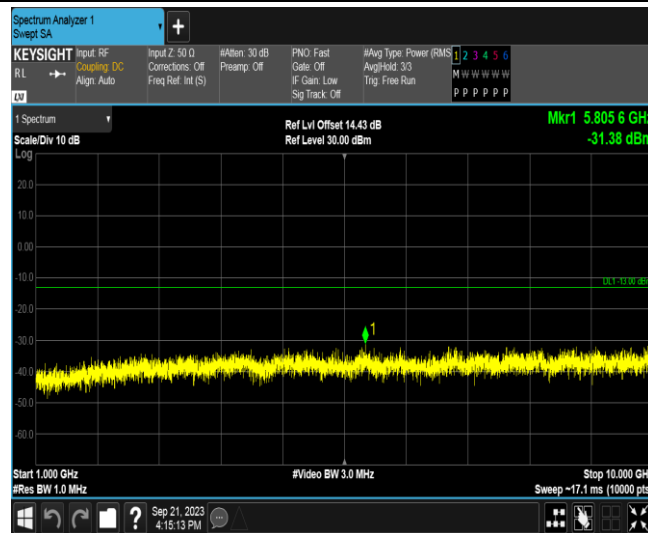 Spectrum Analyzer 1
Swept SA
+
KEYSIGHT
R L
LXI
Input: RF
Coupling: DC
Align: Auto
Input Z: 50 Ω
Corrections: Off
Freq Ref: Int (S)
#Atten: 30 dB
Preamp: Off
PNO: Fast
Gate: Off
IF Gain: Low
Sig Track: Off
#Avg Type: Power (RMS
Avg|Hold: 3/3
Trig: Free Run
1 2 3 4 5 6
M W W W W W
P P P P P P
1 Spectrum
Scale/Div 10 dB
Log
Ref Lvl Offset 14.43 dB
Ref Level 30.00 dBm
Mkr1 5.805 6 GHz
-31.38 dBm
20.0
10.0
0.00
-10.0
DL1 -13.00 dBm
-20.0
1
-30.0
-40.0
-50.0
-60.0
Start 1.000 GHz
#Res BW 1.0 MHz
#Video BW 3.0 MHz
Stop 10.000 GH
Sweep ~17.1 ms (10000 pts
?
Sep 21, 2023
4:15:13 PM